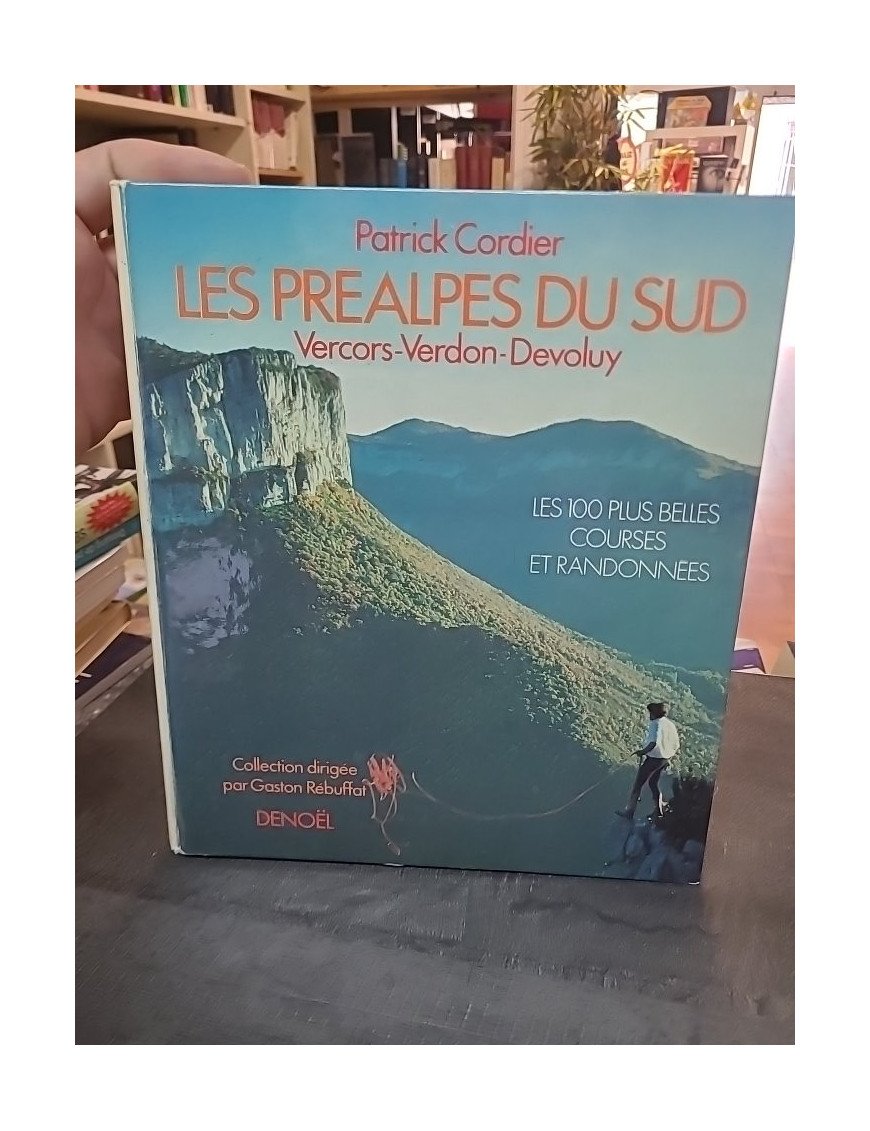 Patrick Cordier
LES PREALPES DU SUD
Vercors-Verdon-Devoluy
LES 100 PLUS BELLES
COURSES
ET RANDONNEES
Collection dirigée
par Gaston Rébuffat
DENOËL